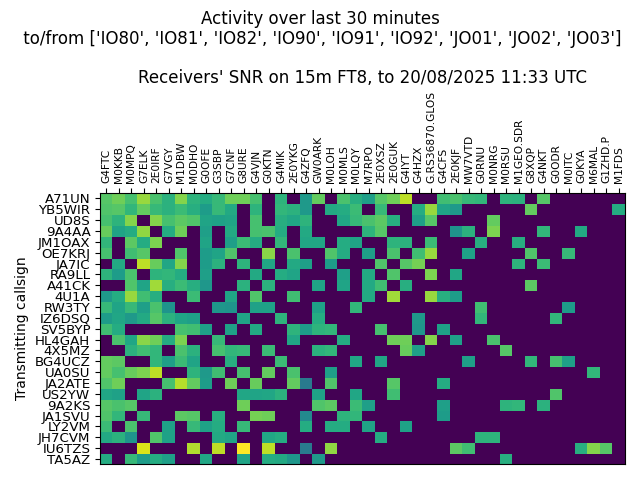 Activity over last 30 minutes
to/from ['IO80', 'IO81', 'IO82', 'IO90', 'IO91', 'IO92', 'JO01', 'JO02', 'JO03']
Receivers' SNR on 15m FT8, to 20/08/2025 11:33 UTC
G4FTC
M0KKB
M0MPQ
G7FLK
2E0IRF
G7VGY
M1DBW
M0DHO
G0OFE
G3SBP
G7CNF
G8URE
G4VJN
G0KTN
G4MIK
2E0YKG
G4ZFQ
GW0ARK
M0LOH
M0MLS
M0LQY
M7RPO
2E0XSZ
2E0GUK
G4IYT
G4HZX
C.RS36870.GLOS
G4CFS
2E0KJF
MW7VTD
G0RNU
M0NRG
M0RSU
M1GEO.SDR
G8XQP
G4NKT
G0ODR
M0ITC
G0KYA
M6MAL
G1ZHD.P
M1FDS
Transmitting callsign
A71UN
YB5WIR
UD8S
9A4AA
JM1OAX
OE7KRJ
JA7IC
RA9LL
A41CK
4U1A
RW3TY
IZ6DSQ
SV5BYP
HL4GAH
4X5MZ
BG4UCZ
UA0SU
JA2ATE
US2YW
9A2KS
JA1SVU
LY2VM
JH7CVM
IU6TZS
TA5AZ